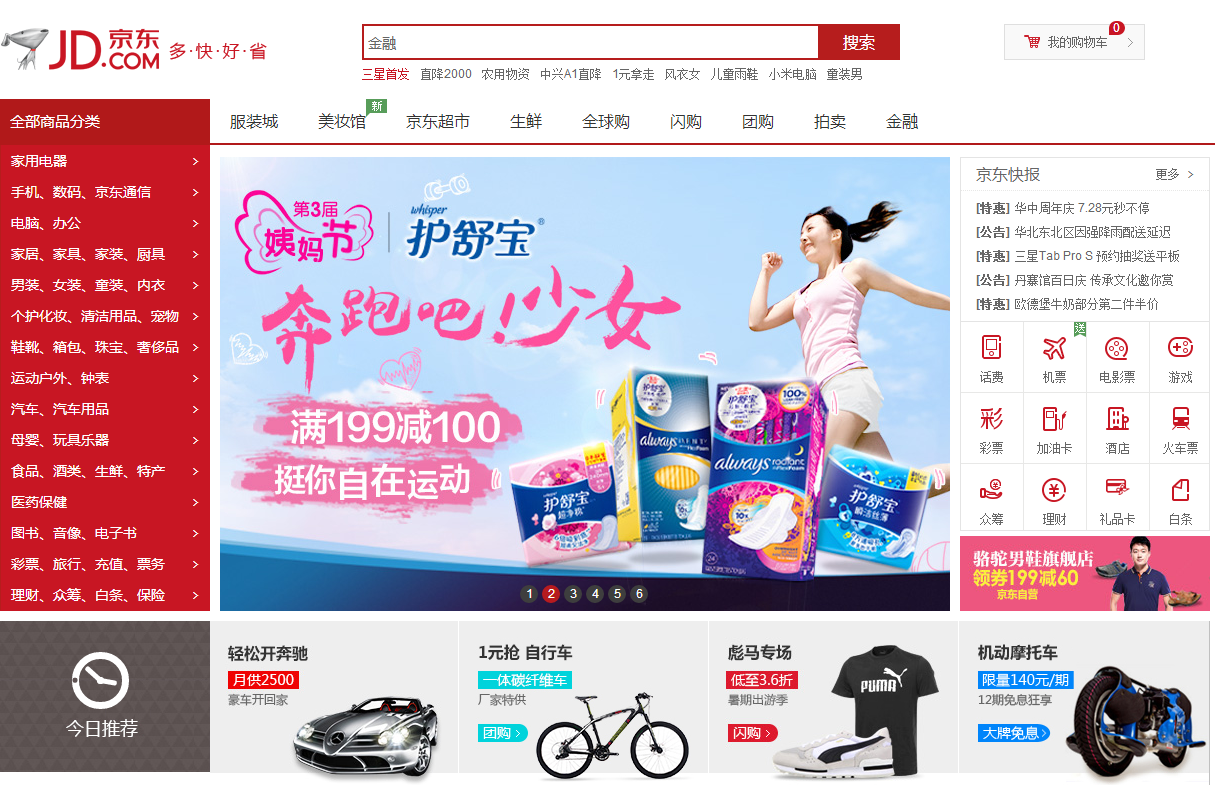 JD.COM 京东
多·快·好·省
金融
搜索
0
我的购物车
三星首发 直降2000 农用物资 中兴A1直降 1元拿走 风衣女 儿童雨鞋 小米电脑 童装男
全部商品分类
新
服装城 美妆馆 京东超市 生鲜 全球购 闪购 团购 拍卖 金融
家用电器
手机、数码、京东通信
电脑、办公
家居、家具、家装、厨具
男装、女装、童装、内衣
个护化妆、清洁用品、宠物
鞋靴、箱包、珠宝、奢侈品
运动户外、钟表
汽车、汽车用品
母婴、玩具乐器
食品、酒类、生鲜、特产
医药保健
图书、音像、电子书
彩票、旅行、充值、票务
理财、众筹、白条、保险
第3届
姨妈节
whisper
护舒宝®
奔跑吧!少女
满199减100
挺你自在运动
护舒宝
超净棉
护舒宝
always
护舒宝
100%
always radiant
FlexFoam
护舒宝
瞬洁丝薄
1 2 3 4 5 6
京东快报
更多 >
[特惠] 华中周年庆 7.28元秒不停
[公告] 华北东北区因强降雨配送延迟
[特惠] 三星Tab Pro S 预约抽奖送平板
[公告] 丹寨馆百日庆 传承文化邀你赏
[特惠] 欧德堡牛奶部分第二件半价
送
话费 机票 电影票 游戏
彩
彩票 加油卡 酒店 火车票
众筹 理财 礼品卡 白条
骆驼男鞋旗舰店
领券199减60
京东自营
今日推荐
轻松开奔驰
月供2500
豪车开回家
1元抢 自行车
一体碳纤维车
厂家特供
团购 >
彪马专场
低至3.6折
暑期出游季
闪购 >
PUMA
机动摩托车
限量140元/期
12期免息狂享
大牌免息 >